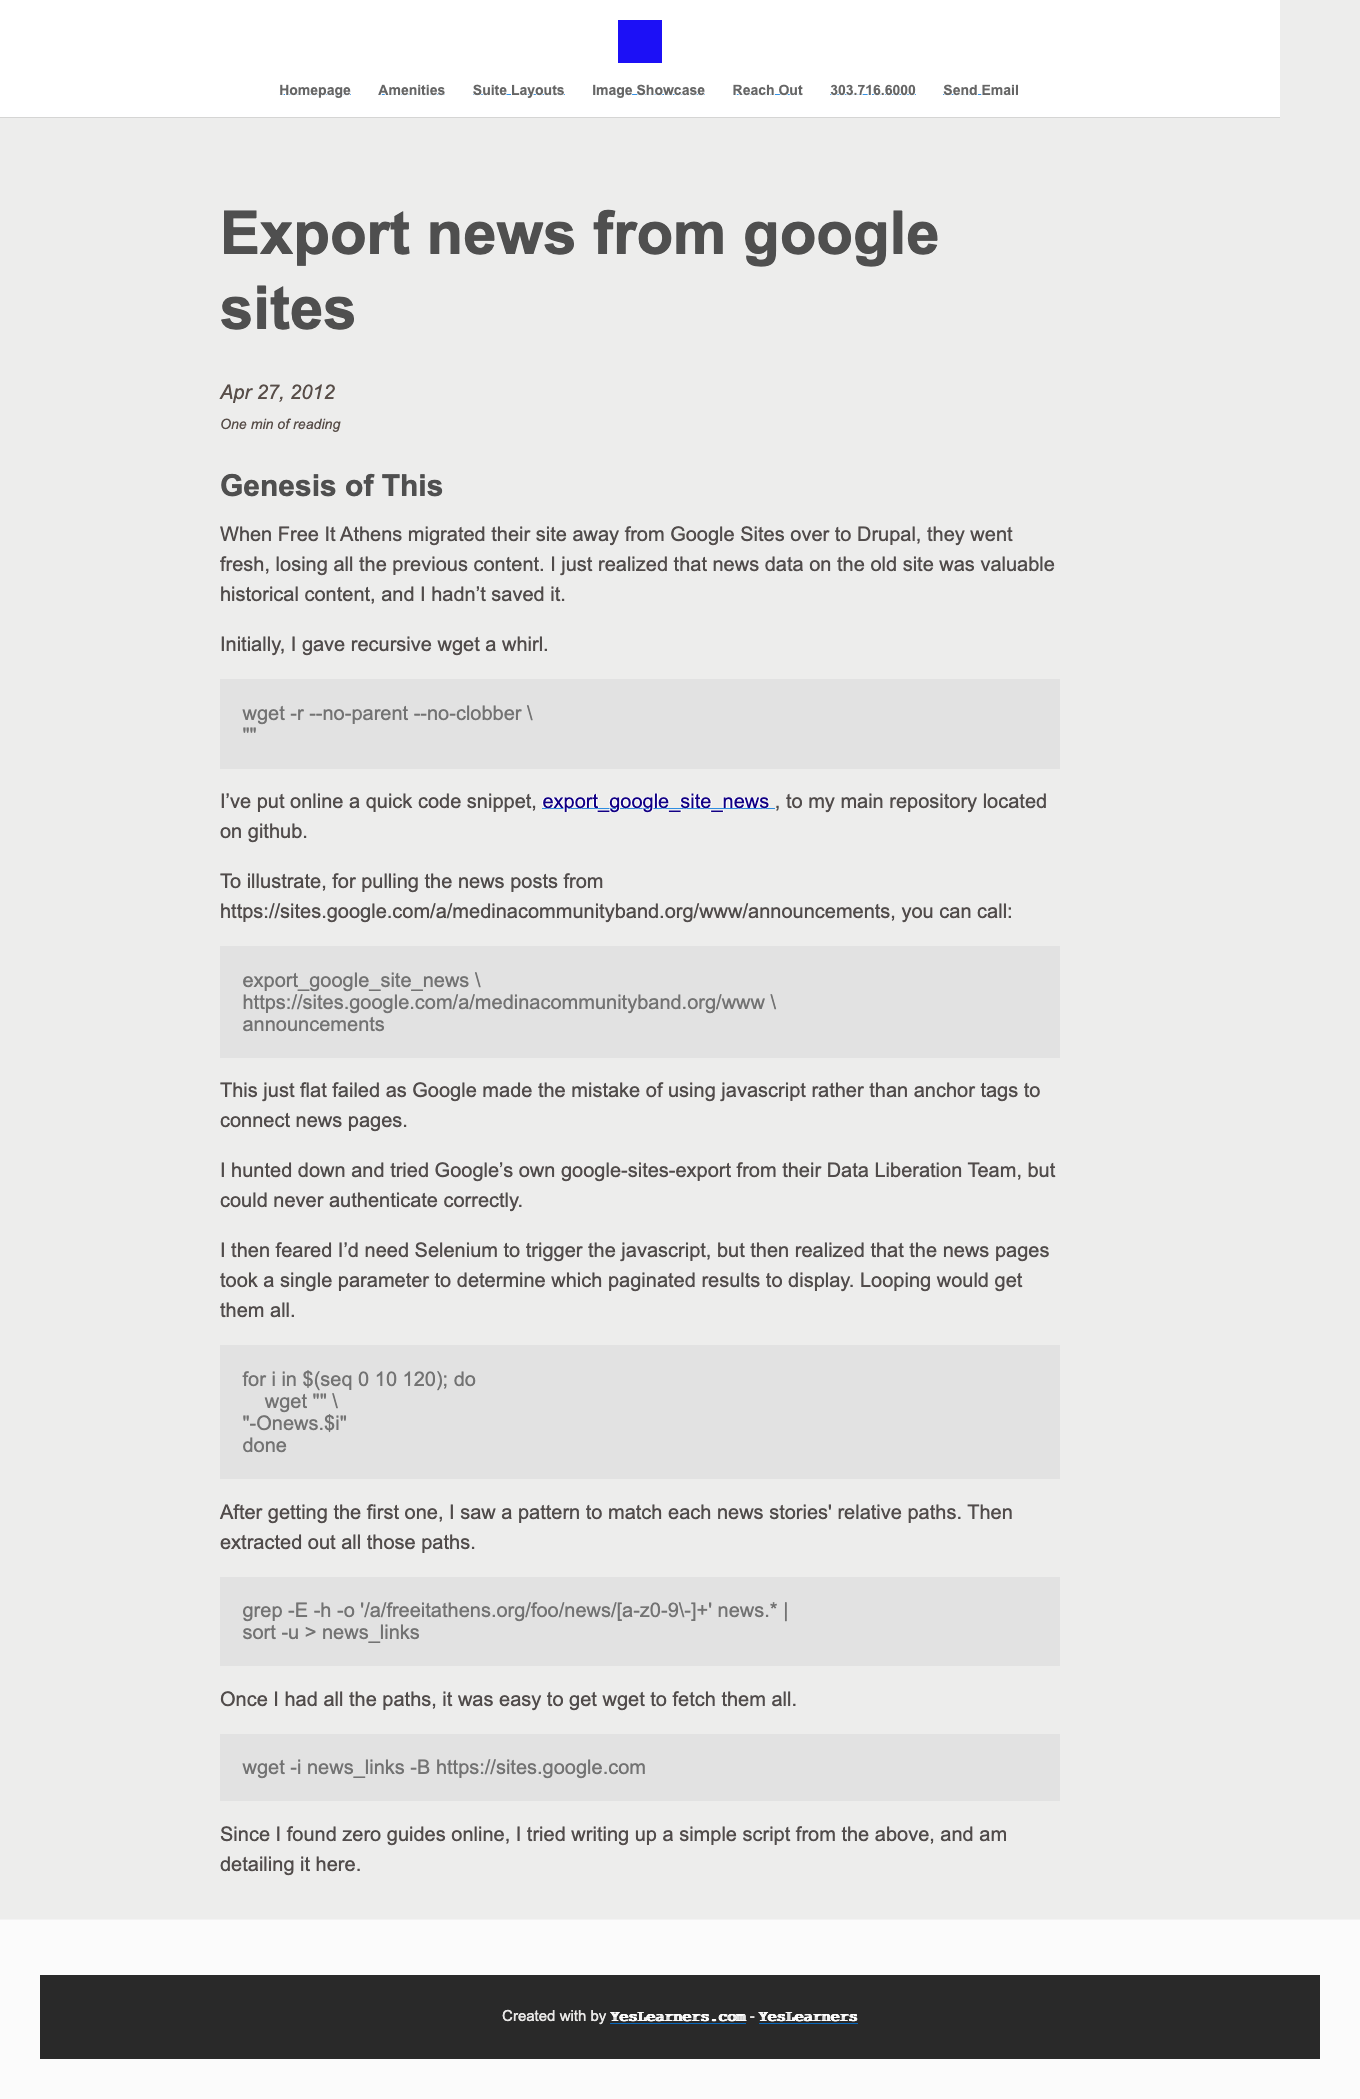 Homepage Amenities Suite Layouts Image Showcase Reach Out 303.716.6000 Send Email
Export news from google
sites
Apr 27, 2012
One min of reading
Genesis of This
When Free It Athens migrated their site away from Google Sites over to Drupal, they went
fresh, losing all the previous content. I just realized that news data on the old site was valuable
historical content, and I hadn’t saved it.
Initially, I gave recursive wget a whirl.
wget -r --no-parent --no-clobber \
""
I’ve put online a quick code snippet, export_google_site_news , to my main repository located
on github.
To illustrate, for pulling the news posts from
https://sites.google.com/a/medinacommunityband.org/www/announcements, you can call:
export_google_site_news \
https://sites.google.com/a/medinacommunityband.org/www \
announcements
This just flat failed as Google made the mistake of using javascript rather than anchor tags to
connect news pages.
I hunted down and tried Google’s own google-sites-export from their Data Liberation Team, but
could never authenticate correctly.
I then feared I’d need Selenium to trigger the javascript, but then realized that the news pages
took a single parameter to determine which paginated results to display. Looping would get
them all.
for i in $(seq 0 10 120); do
wget "" \
"-Onews.$i"
done
After getting the first one, I saw a pattern to match each news stories' relative paths. Then
extracted out all those paths.
grep -E -h -o '/a/freeitathens.org/foo/news/[a-z0-9\-]+' news.* |
sort -u > news_links
Once I had all the paths, it was easy to get wget to fetch them all.
wget -i news_links -B https://sites.google.com
Since I found zero guides online, I tried writing up a simple script from the above, and am
detailing it here.
Created with by YesLearners.com - YesLearners